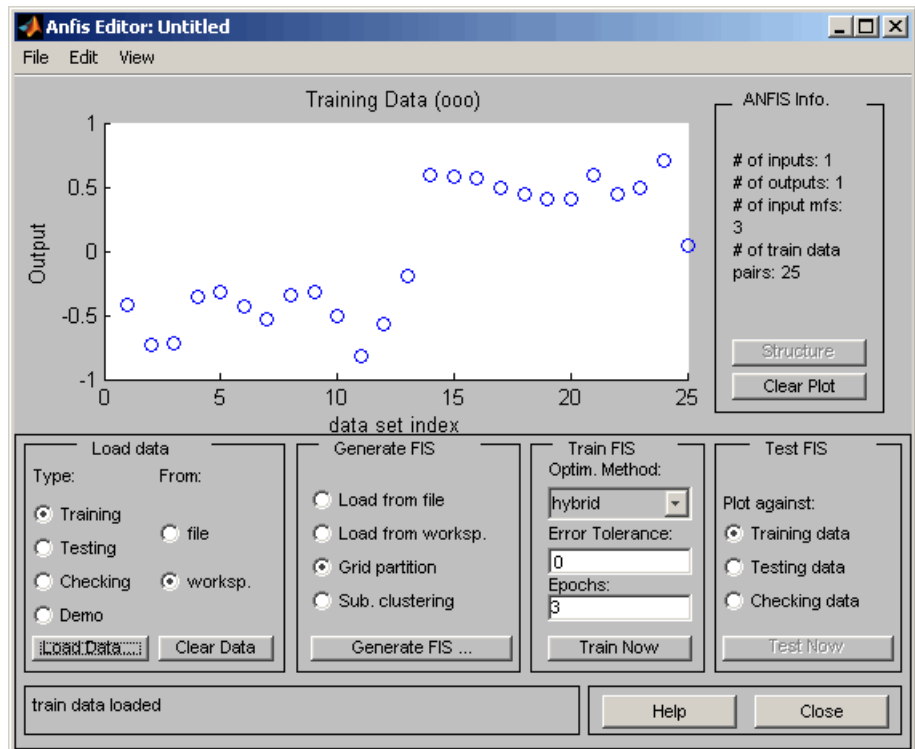 Anfis Editor: Untitled
File Edit View
Training Data (ooo)
1
0.5
0
-0.5
-1
Output
0 5 10 15 20 25
data set index
ANFIS Info.
# of inputs: 1
# of outputs: 1
# of input mfs:
3
# of train data
pairs: 25
Structure
Clear Plot
Load data
Type: From:
Training
Testing
Checking
Demo
file
worksp.
Load Data...
Clear Data
Generate FIS
Load from file
Load from worksp.
Grid partition
Sub. clustering
Generate FIS ...
Train FIS
Optim. Method:
hybrid
Error Tolerance:
0
Epochs:
3
Train Now
Test FIS
Plot against:
Training data
Testing data
Checking data
Test Now
train data loaded
Help
Close